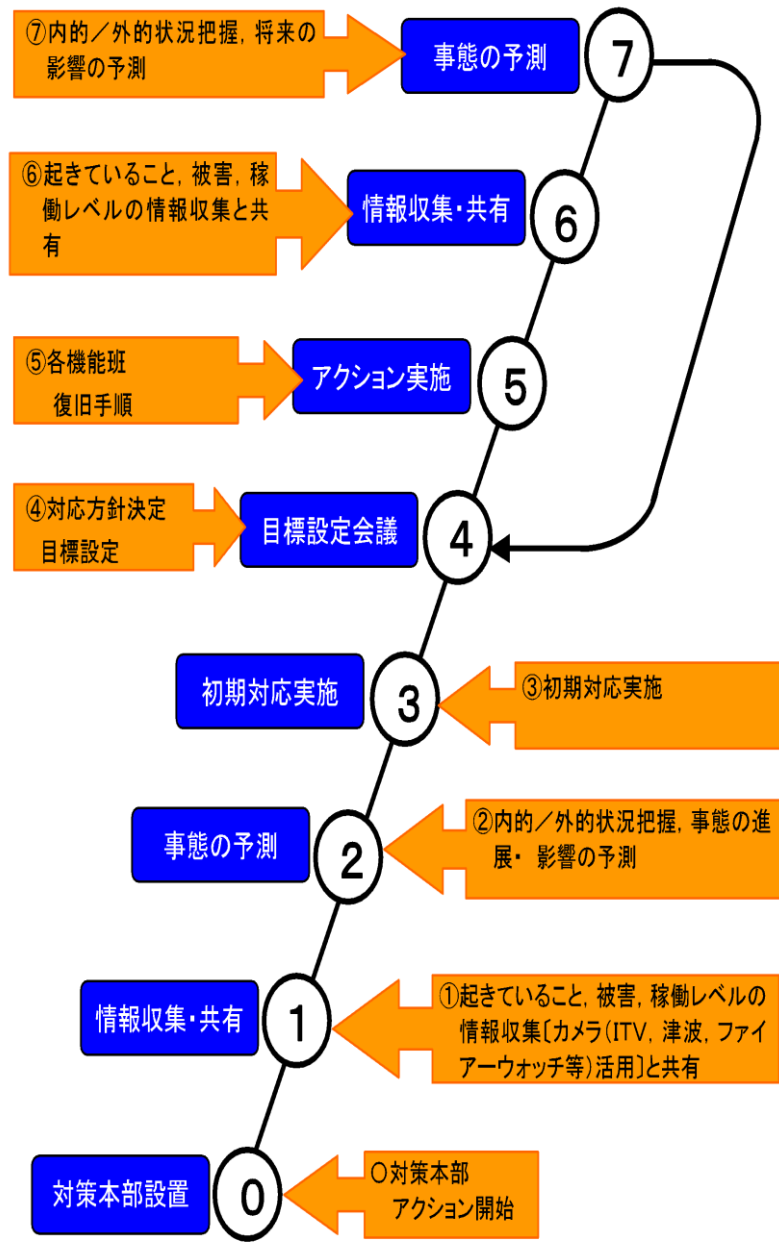 ⑦内的／外的状況把握，将来の
影響の予測
事態の予測
7
⑥起きていること，被害，稼
働レベルの情報収集と共
有
情報収集・共有
6
⑤各機能班
復旧手順
アクション実施
5
④対応方針決定
目標設定
目標設定会議
4
初期対応実施
3
③初期対応実施
事態の予測
2
②内的／外的状況把握，事態の進
展・ 影響の予測
情報収集・共有
1
①起きていること，被害，稼働レベルの
情報収集〔カメラ（ITV，津波，ファイ
アーウォッチ等）活用〕と共有
対策本部設置
0
〇対策本部
アクション開始